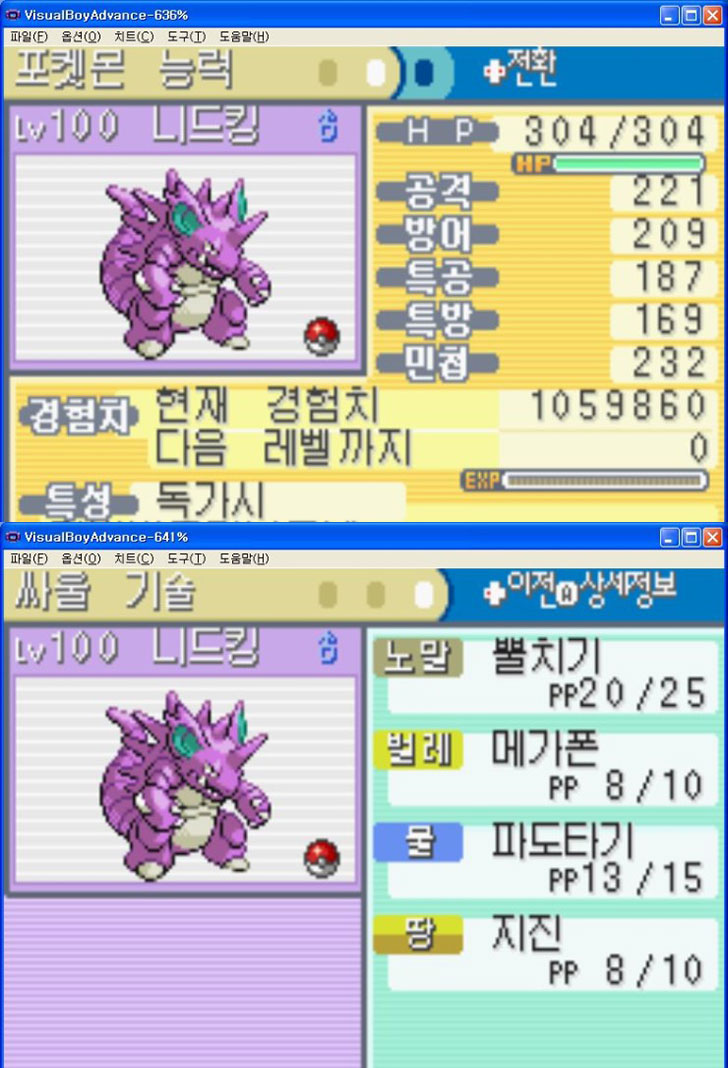 VisualBoyAdvance-636%
파일(F) 옵션(O) 치트(C) 도구(T) 도움말(H)
포켓몬 능력 전환
Lv100 니드킹 ♂
HP 304/304
HP
공격 221
방어 209
특공 187
특방 169
민첩 232
경험치 현재 경험치 1059860
다음 레벨까지 0
EXP
특성 독가시
VisualBoyAdvance-641%
파일(F) 옵션(O) 치트(C) 도구(T) 도움말(H)
싸울 기술 이전 A 상세정보
Lv100 니드킹 ♂
노말 뿔치기
PP20/25
벌레 메가폰
PP 8/10
물 파도타기
PP13/15
땅 지진
PP 8/10